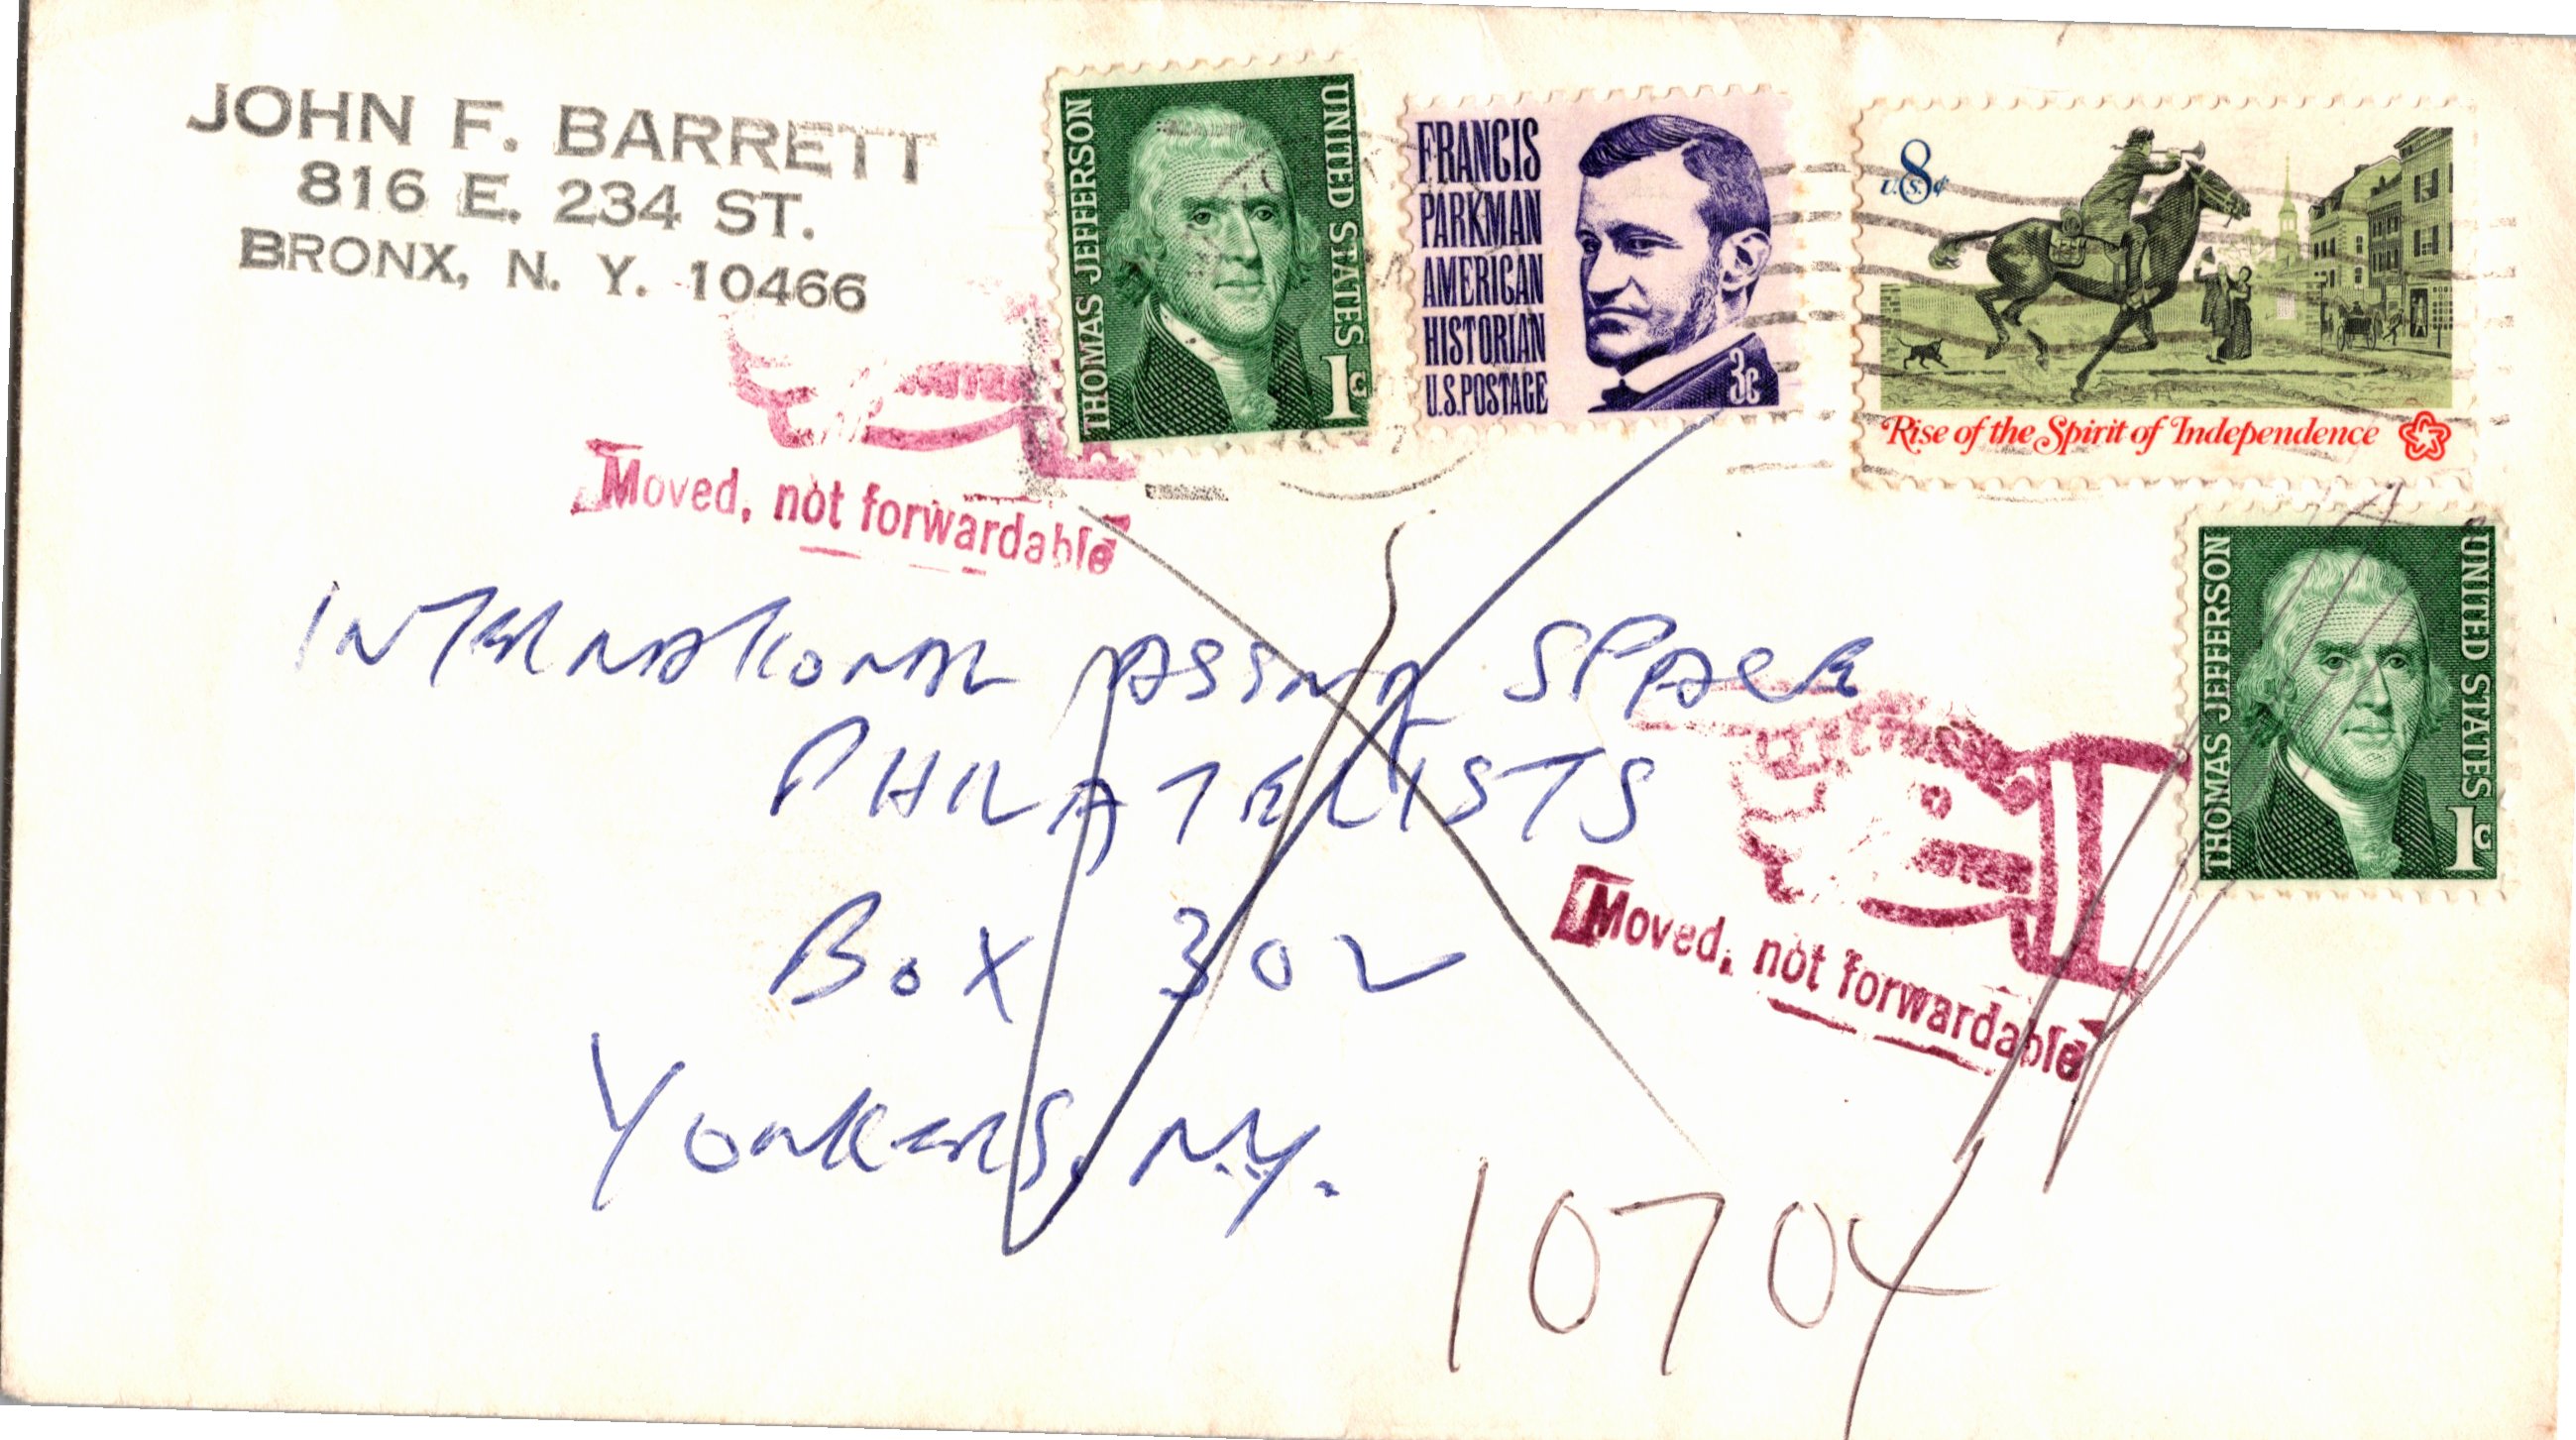 JOHN F. BARRETT
816 E. 234 ST.
BRONX, N. Y. 10466
THOMAS JEFFERSON
UNITED STATES
1c
FRANCIS
PARKMAN
AMERICAN
HISTORIAN
U.S. POSTAGE
3c
8
U.S. ¢
Rise of the Spirit of Independence
THOMAS JEFFERSON
UNITED STATES
1c
Moved, not forwardable
INTERNATIONAL ASSN SPACE
PHILATELISTS
Box 302
YONKERS, N.Y.
10704
Moved, not forwardable